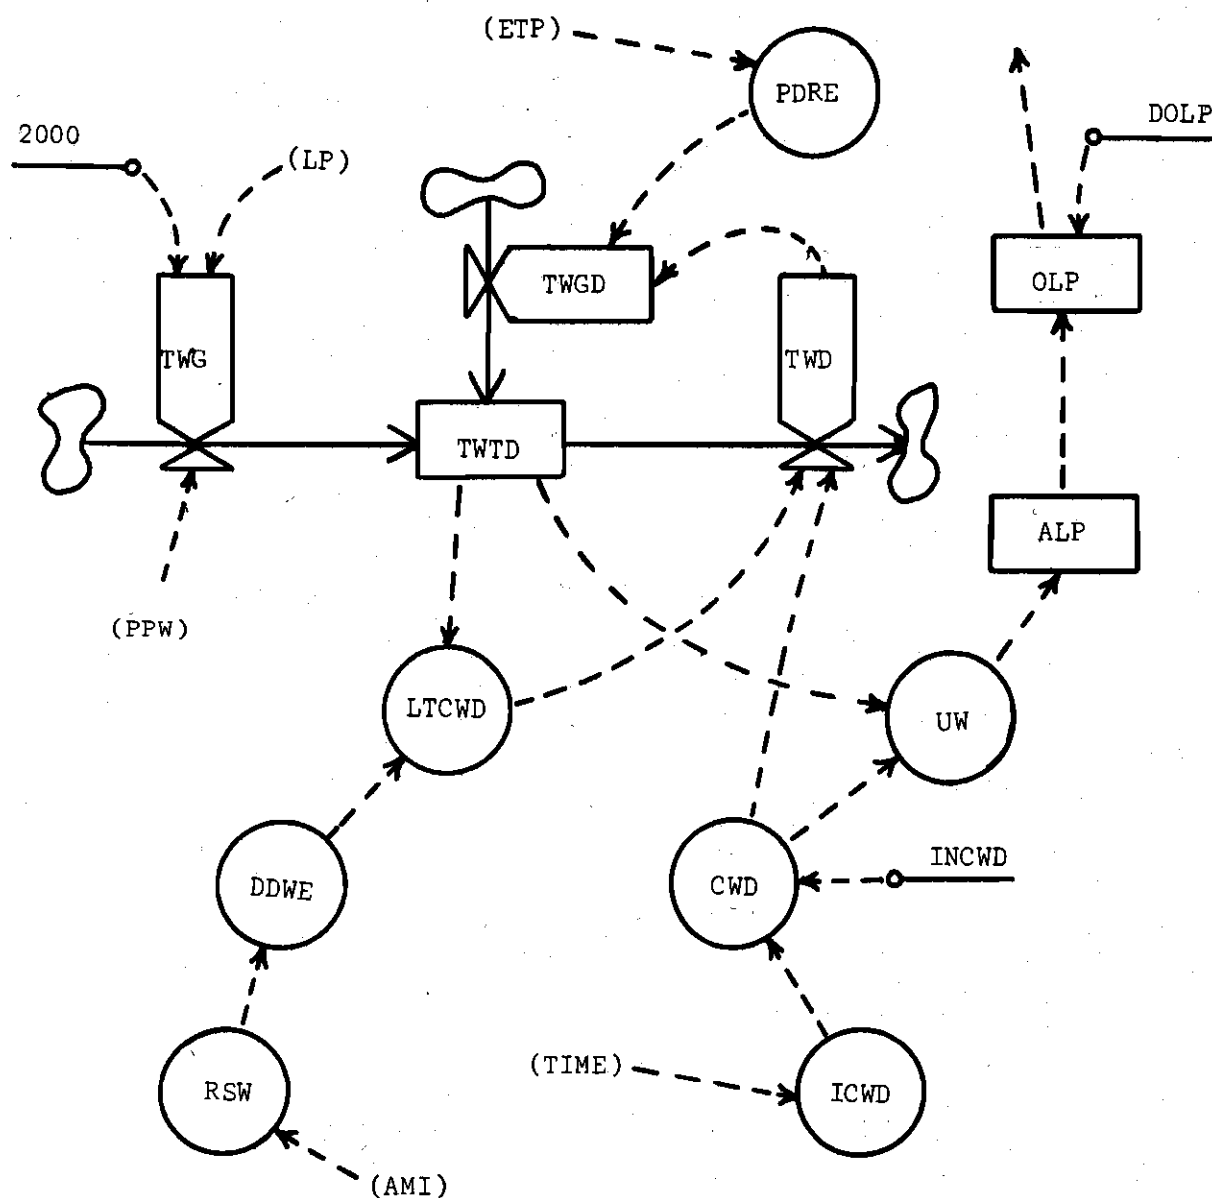 (ETP)
PDRE
2000
(LP)
DOLP
TWGD
OLP
TWG
TWD
TWTD
ALP
(PPW)
LTCWD
UW
INCWD
DDWE
CWD
(TIME)
RSW
ICWD
(AMI)